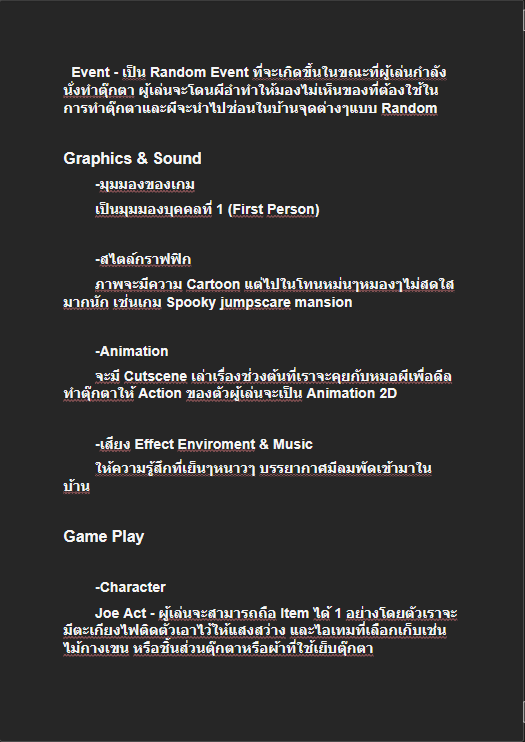 Event - เป็น Random Event ที่จะเกิดขึ้นในขณะที่ผู้เล่นกำลัง
นั่งทำตุ๊กตา ผู้เล่นจะโดนผีอำทำให้มองไม่เห็นของที่ต้องใช้ใน
การทำตุ๊กตาและผีจะนำไปซ่อนในบ้านจุดต่างๆแบบ Random
Graphics & Sound
-มุมมองของเกม
เป็นมุมมองบุคคลที่ 1 (First Person)
-สไตล์กราฟฟิก
ภาพจะมีความ Cartoon แต่ไปในโทนหม่นๆหมองๆไม่สดใส
มากนัก เช่นเกม Spooky jumpscare mansion
-Animation
จะมี Cutscene เล่าเรื่องช่วงต้นที่เราจะคุยกับหมอผีเพื่อดีล
ทำตุ๊กตาให้ Action ของตัวผู้เล่นจะเป็น Animation 2D
-เสียง Effect Enviroment & Music
ให้ความรู้สึกที่เย็นๆหนาวๆ บรรยากาศมีลมพัดเข้ามาใน
บ้าน
Game Play
-Character
Joe Act - ผู้เล่นจะสามารถถือ Item ได้ 1 อย่างโดยตัวเราจะ
มีตะเกียงไฟติดตัวเอาไว้ให้แสงสว่าง และไอเทมที่เลือกเก็บเช่น
ไม้กางเขน หรือชิ้นส่วนตุ๊กตาหรือผ้าที่ใช้เย็บตุ๊กตา